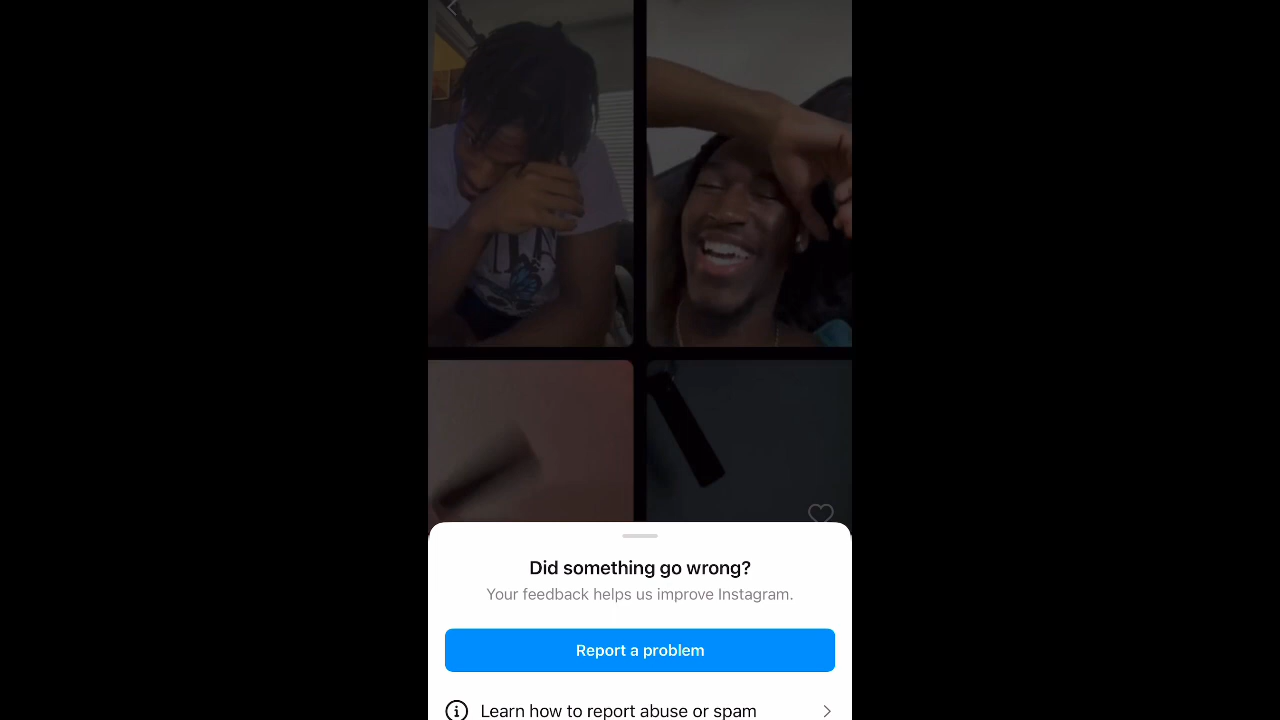 Did something go wrong?
Your feedback helps us improve Instagram.
Report a problem
Learn how to report abuse or spam